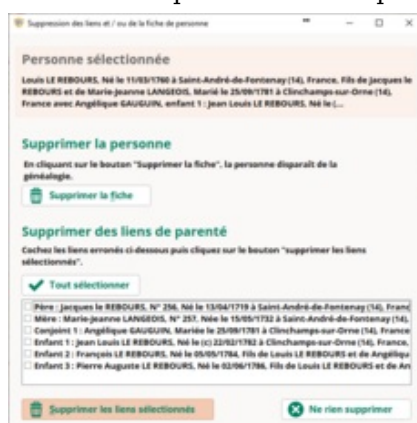 Suppression des liens et / ou de la fiche de personne
Personne sélectionnée
Louis LE REBOURS, Né le 11/03/1760 à Saint-André-de-Fontenay (14), France, Fils de Jacques le
REBOURS et de Marie-Jeanne LANGEOIS, Marié le 25/09/1781 à Clinchamps-sur-Orne (14),
France avec Angélique GAUGUIN, enfant 1 : Jean Louis LE REBOURS, Né le (...
Supprimer la personne
En cliquant sur le bouton "Supprimer la fiche", la personne disparaît de la
généalogie.
Supprimer la fiche
Supprimer des liens de parenté
Cochez les liens erronés ci-dessous puis cliquez sur le bouton "supprimer les liens
sélectionnés".
Tout sélectionner
Père : Jacques le REBOURS, N° 256, Né le 13/04/1719 à Saint-André-de-Fontenay (14), Franc
Mère : Marie-Jeanne LANGEOIS, N° 257, Née le 15/05/1732 à Saint-André-de-Fontenay (14),
Conjoint 1 : Angélique GAUGUIN, Mariée le 25/09/1781 à Clinchamps-sur-Orne (14), France
Enfant 1 : Jean Louis LE REBOURS, Né le (c) 22/02/1782 à Clinchamps-sur-Orne (14), France,
Enfant 2 : François LE REBOURS, Né le 05/05/1784, Fils de Louis LE REBOURS et de Angéliqu
Enfant 3 : Pierre Auguste LE REBOURS, Né le 02/06/1786, Fils de Louis LE REBOURS et de An
Supprimer les liens sélectionnés
Ne rien supprimer